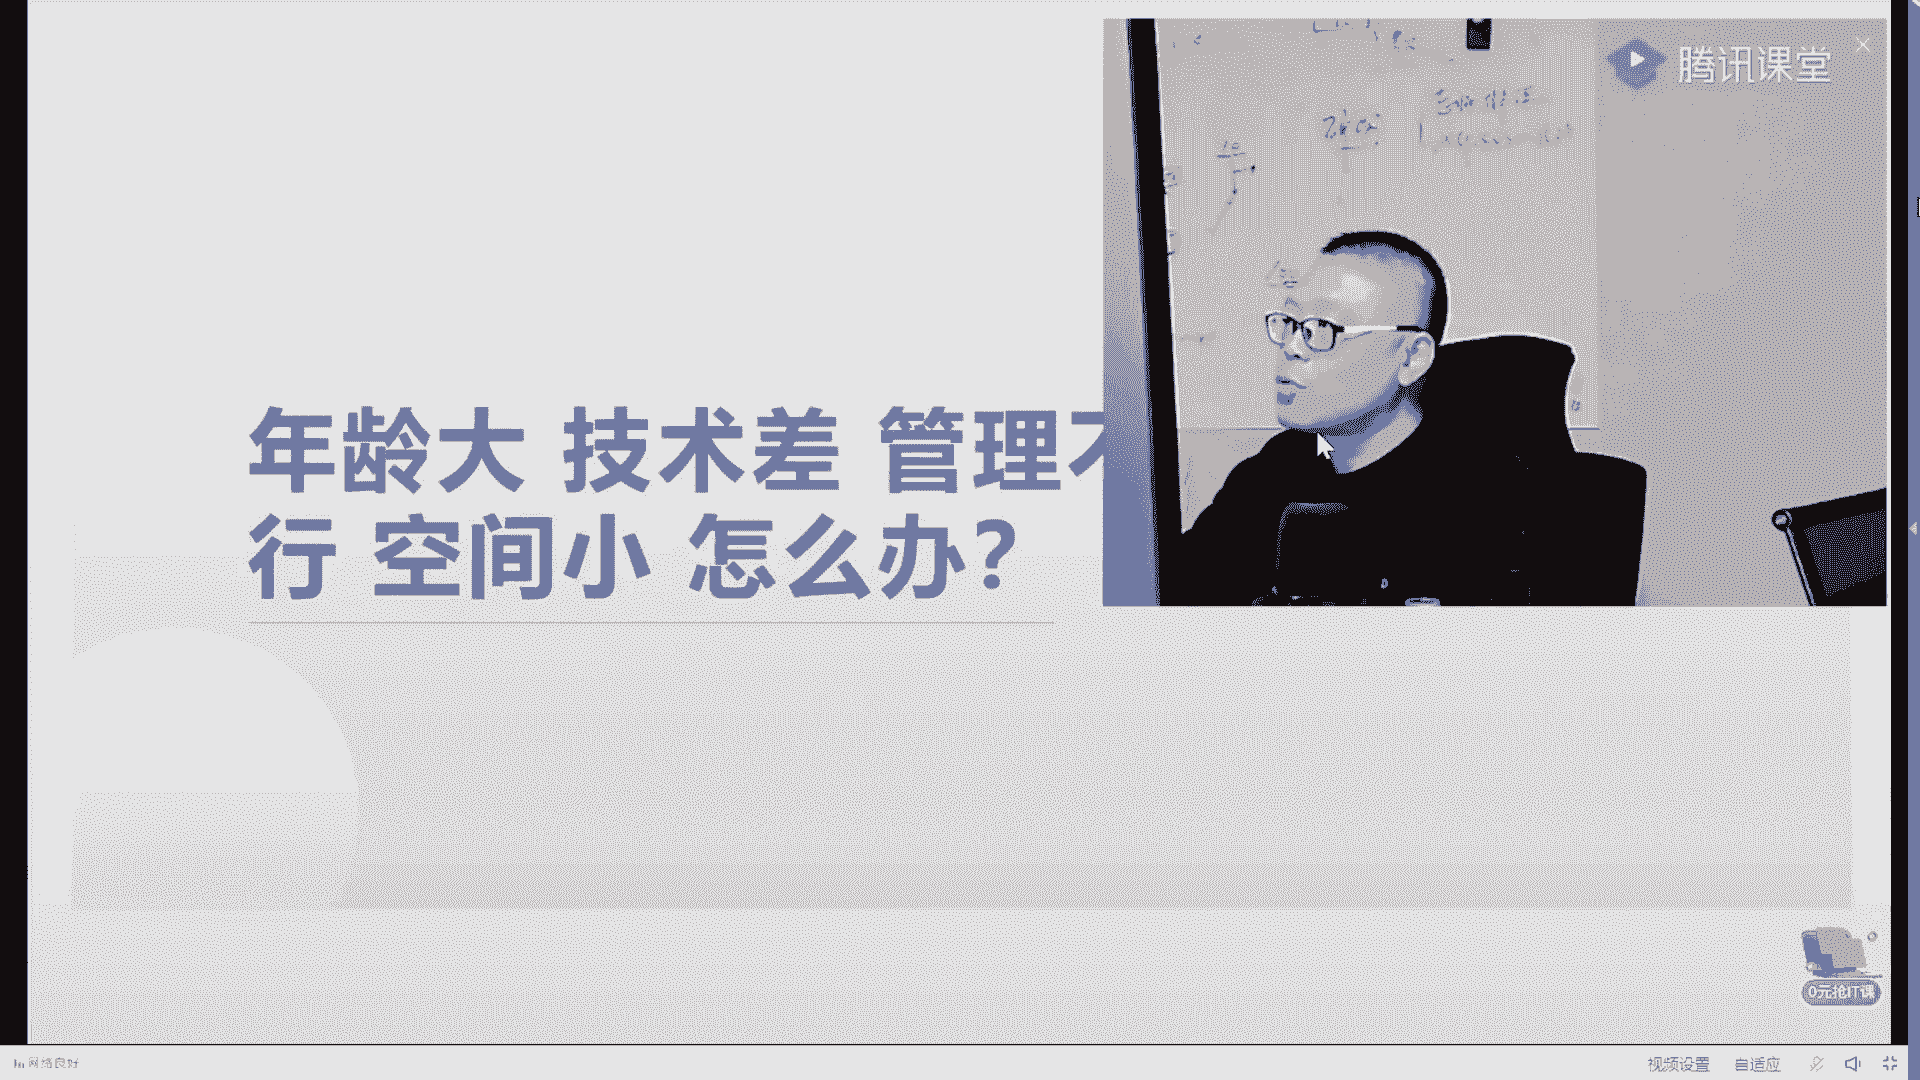 腾讯课堂
年龄大 技术差 管理不
行 空间小 怎么办?
0元抢IT课
网络良好
视频设置
自适应